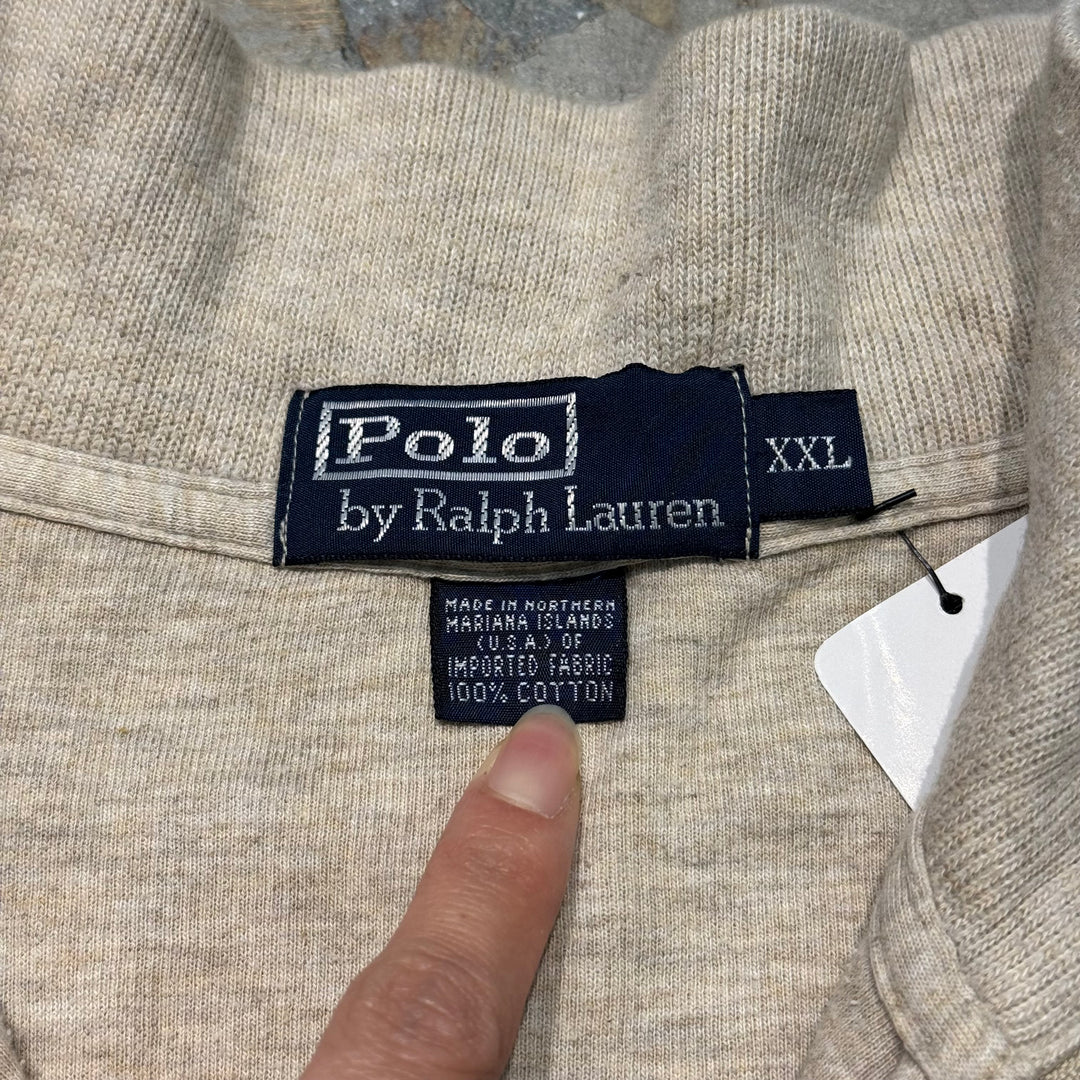 Polo
by Ralph Lauren
XXL
MADE IN NORTHERN
MARIANA ISLANDS
(U.S.A.) OF
IMPORTED FABRIC
100% COTTON